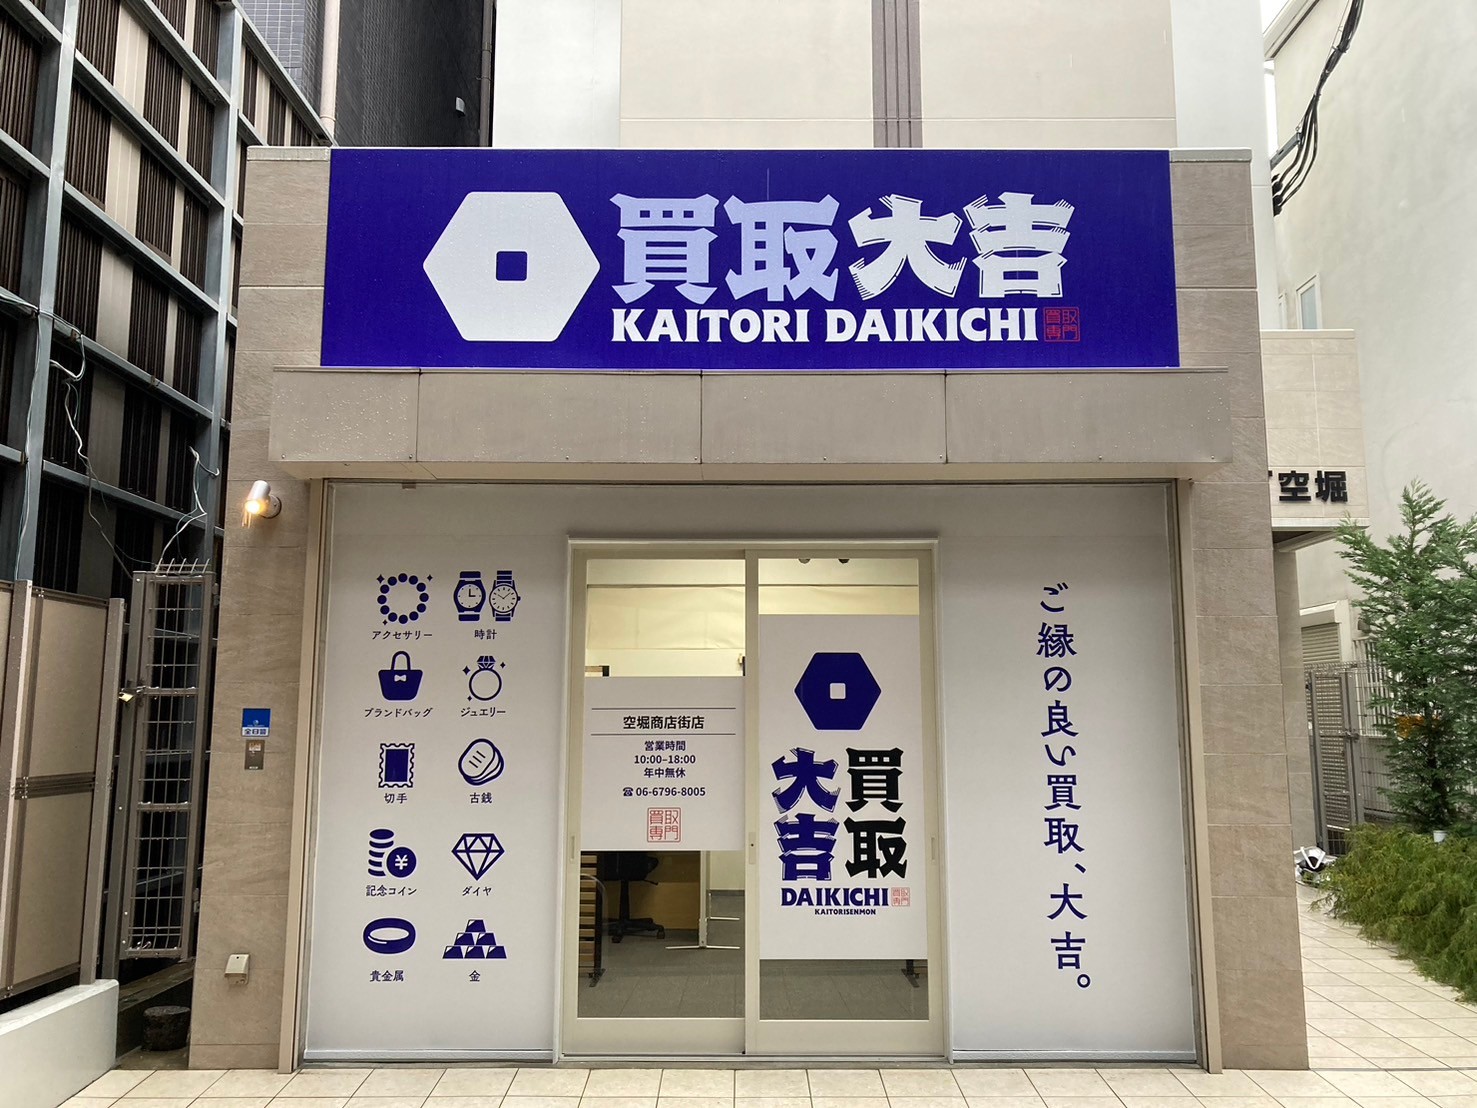 買取大吉
KAITORI DAIKICHI
買取
専門
空堀
アクセサリー
時計
ブランドバッグ
ジュエリー
切手
古銭
記念コイン
ダイヤ
貴金属
金
空堀商店街店
営業時間
10:00–18:00
年中無休
☎06-6796-8005
買取
専門
買取
大吉
DAIKICHI
買取
専門
KAITORISENMON
ご縁の良い買取、大吉。
全日警